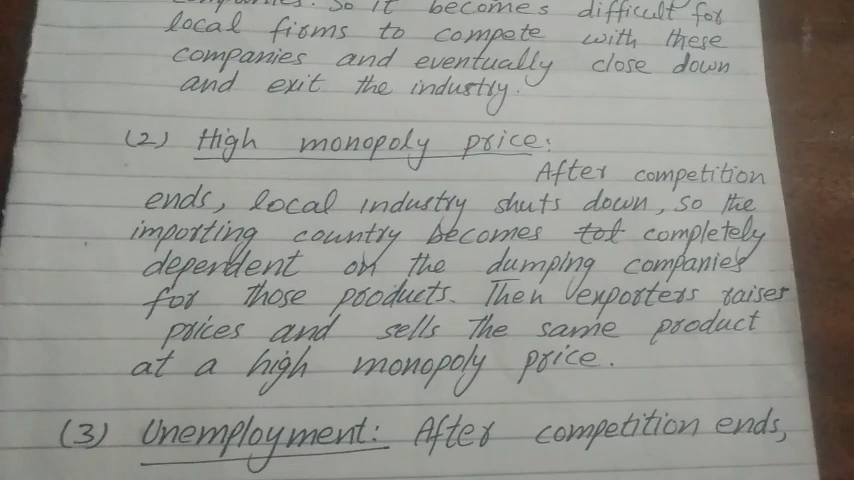 companies. So it becomes difficult for
local firms to compete with these
companies and eventually close down
and exit the industry.
(2) High monopoly price:
After competition
ends, local industry shuts down, so the
importing country becomes tot completely
dependent on the dumping companies
for those products. Then exporters raises
prices and sells the same product
at a high monopoly price.
(3) Unemployment: After competition ends,